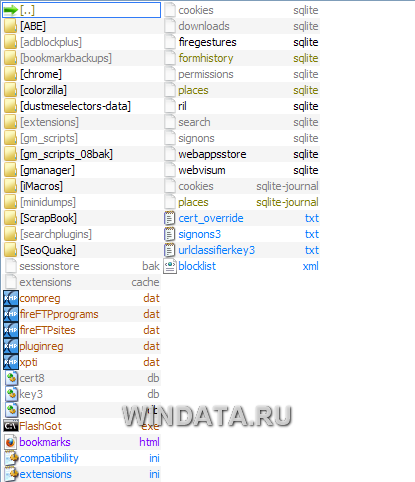 [..]
[ABE]
[adblockplus]
[bookmarkbackups]
[chrome]
[colorzilla]
[dustmeselectors-data]
[extensions]
[gm_scripts]
[gm_scripts_08bak]
[gmanager]
[iMacros]
[minidumps]
[ScrapBook]
[searchplugins]
[SeoQuake]
sessionstore bak
extensions cache
compreg dat
fireFTPprograms dat
fireFTPsites dat
pluginreg dat
xpti dat
cert8 db
key3 db
secmod
FlashGot exe
bookmarks html
compatibility ini
extensions ini
cookies sqlite
downloads sqlite
firegestures sqlite
formhistory sqlite
permissions sqlite
places sqlite
ril sqlite
search sqlite
signons sqlite
webappsstore sqlite
webvisum sqlite
cookies sqlite-journal
places sqlite-journal
cert_override txt
signons3 txt
urlclassifierkey3 txt
blocklist xml
WINDATA.RU